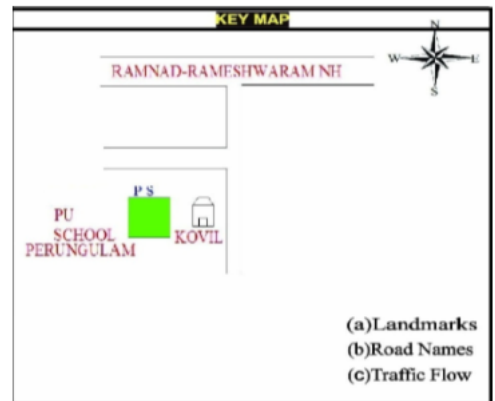 KEY MAP
N
W E
S
RAMNAD-RAMESHWARAM NH
P S
PU
SCHOOL
KOVIL
PERUNGULAM
(a)Landmarks
(b)Road Names
(c)Traffic Flow